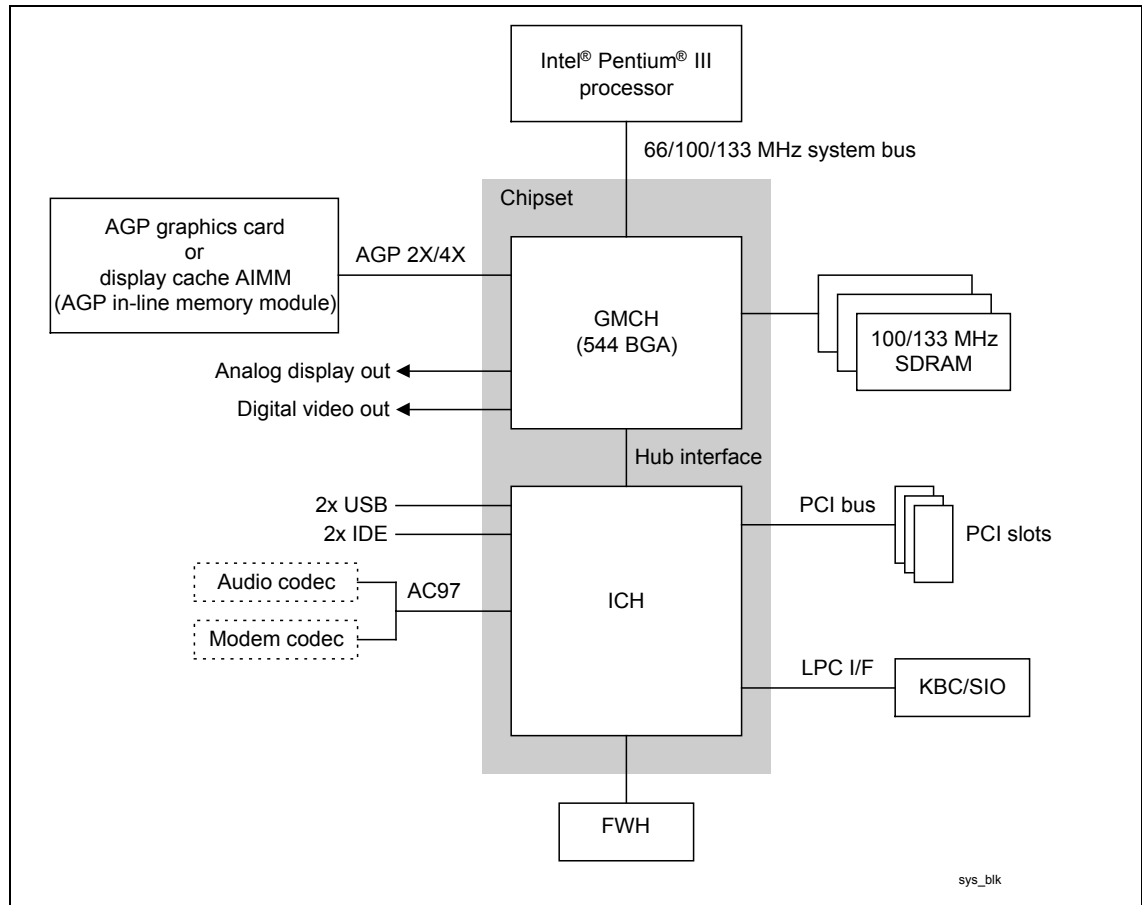 Intel® Pentium® III
processor
66/100/133 MHz system bus
Chipset
AGP graphics card
or
display cache AIMM
(AGP in-line memory module)
AGP 2X/4X
GMCH
(544 BGA)
100/133 MHz
SDRAM
Analog display out
Digital video out
Hub interface
2x USB
2x IDE
PCI bus
PCI slots
Audio codec
AC97
Modem codec
ICH
LPC I/F
KBC/SIO
FWH
sys_blk